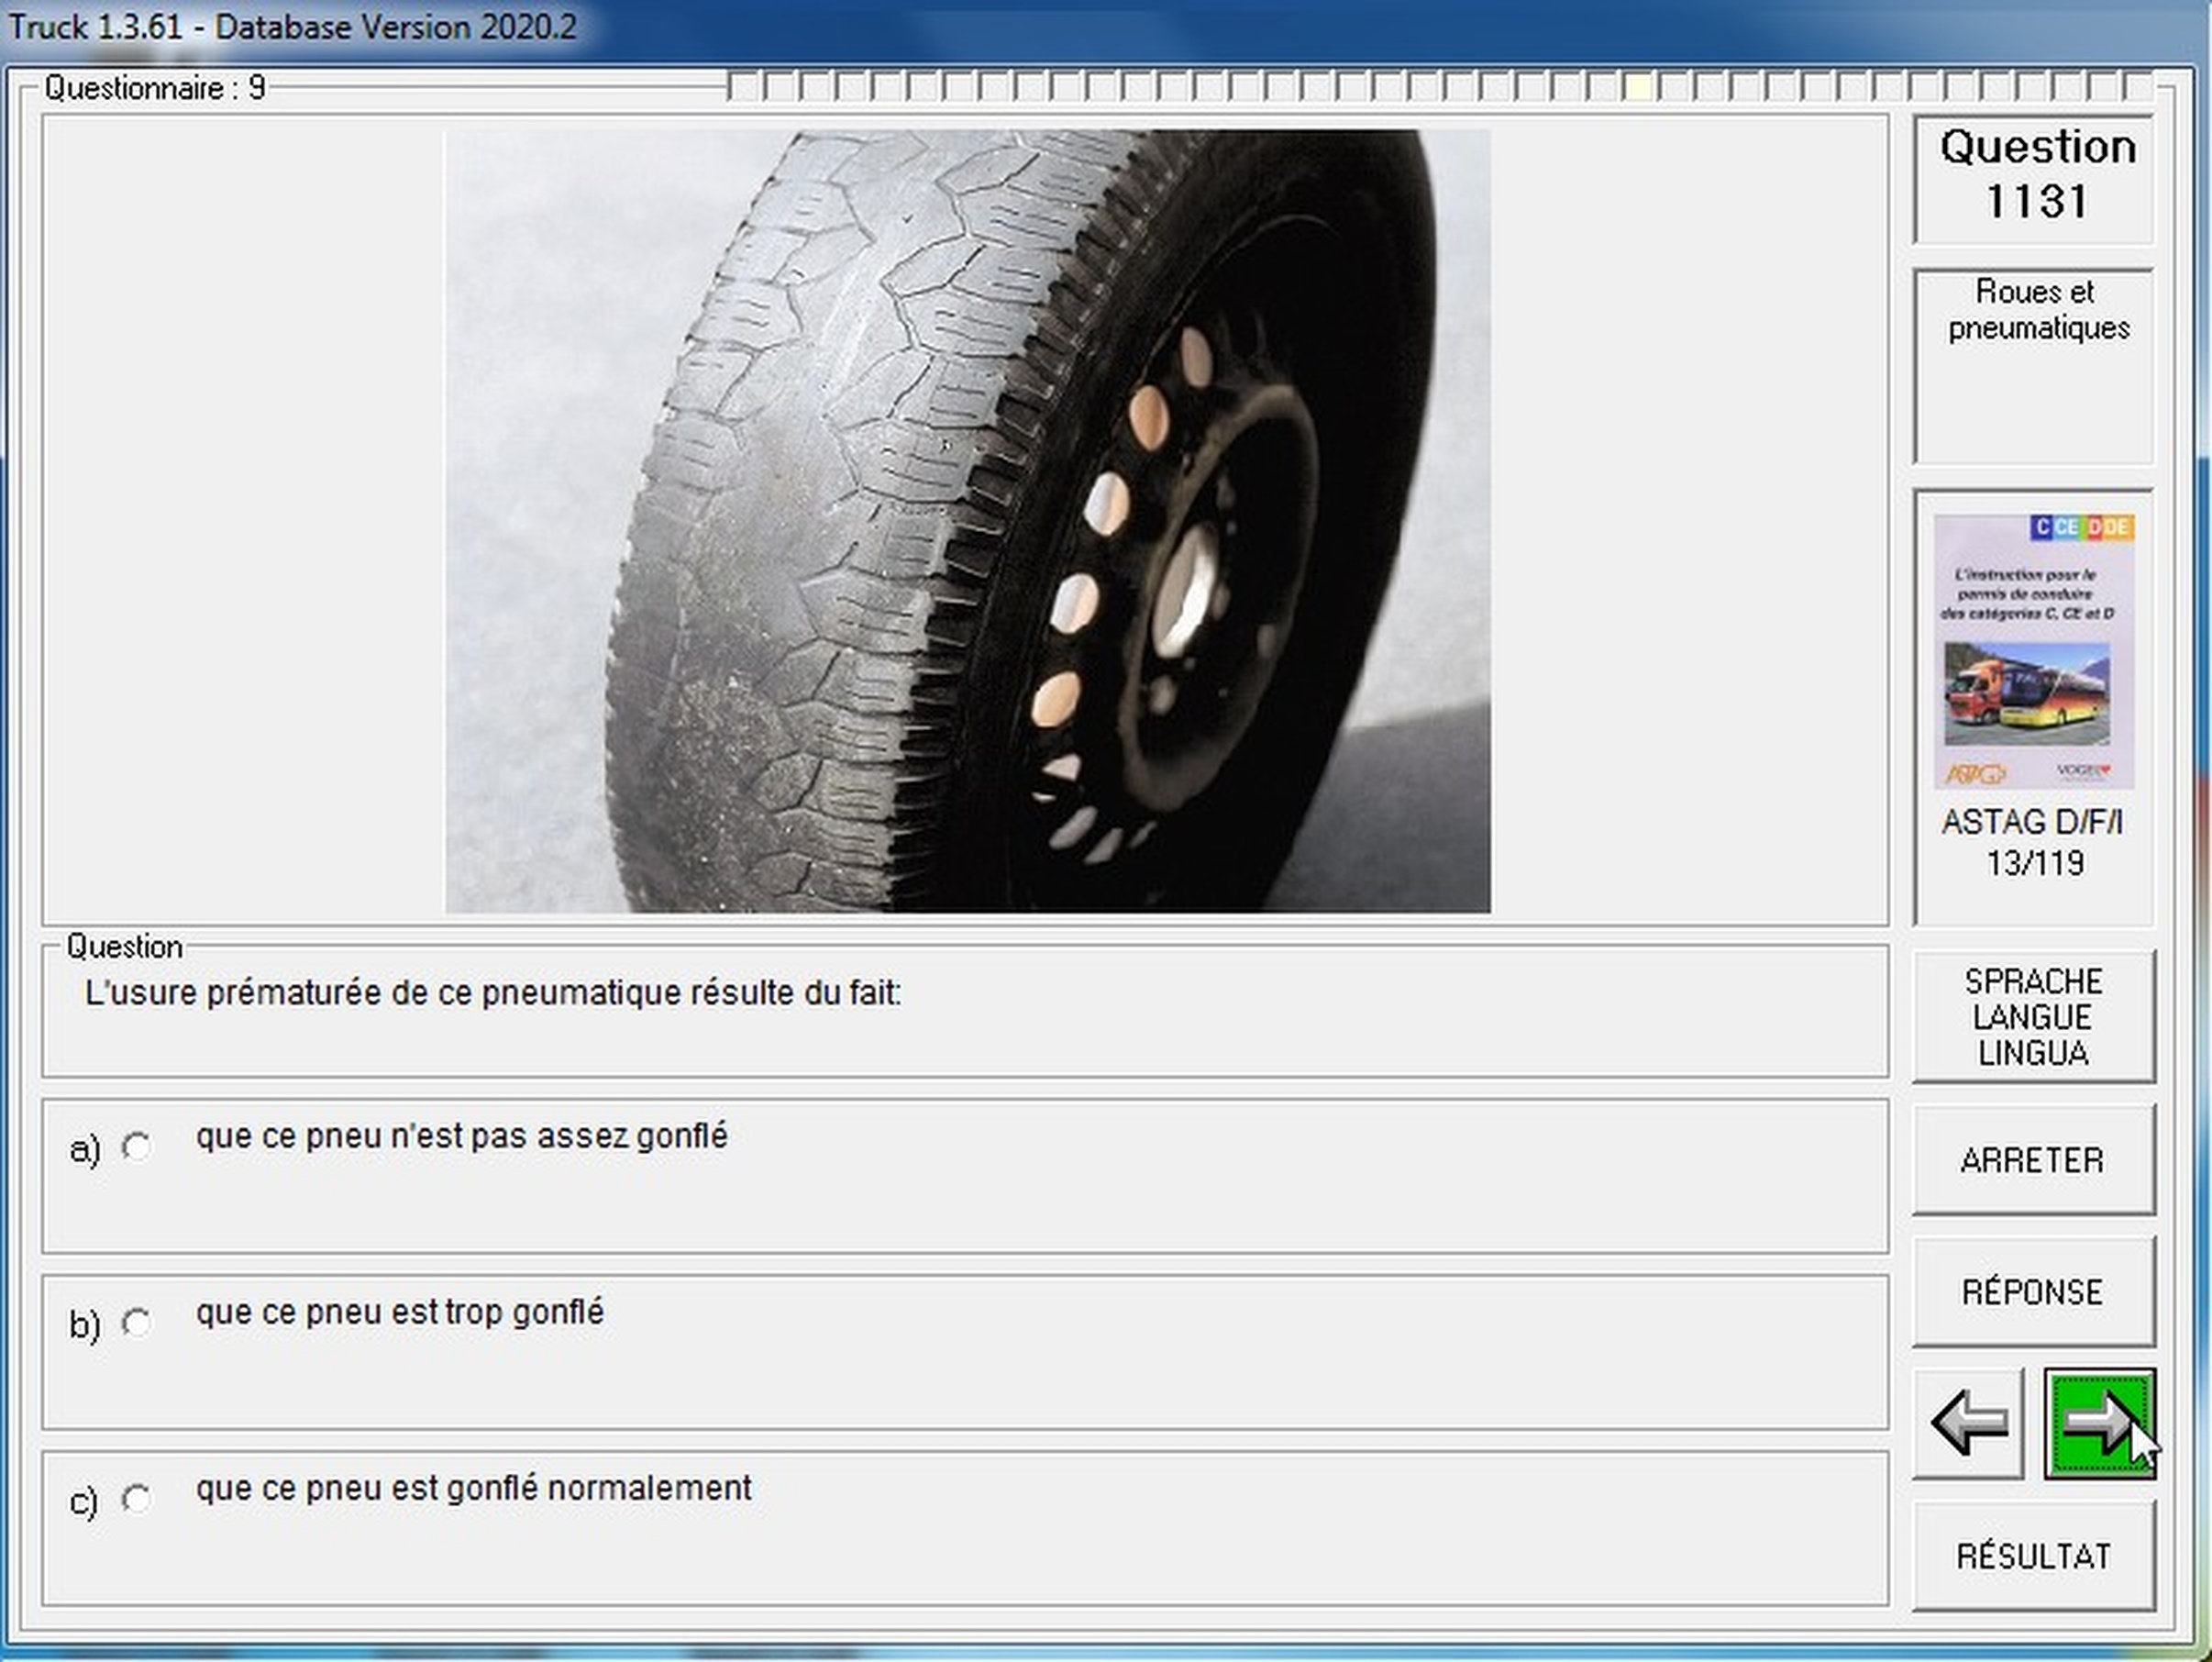 Truck 1.3.61 - Database Version 2020.2
Questionnaire : 9
Question
1131
Roues et
pneumatiques
C CE D DE
L'instruction pour le
permis de conduire
des catégories C, CE et D
ASTAG
VOGEL
ASTAG D/F/I
13/119
Question
L'usure prématurée de ce pneumatique résulte du fait:
a) que ce pneu n'est pas assez gonflé
b) que ce pneu est trop gonflé
c) que ce pneu est gonflé normalement
SPRACHE
LANGUE
LINGUA
ARRETER
RÉPONSE
RÉSULTAT